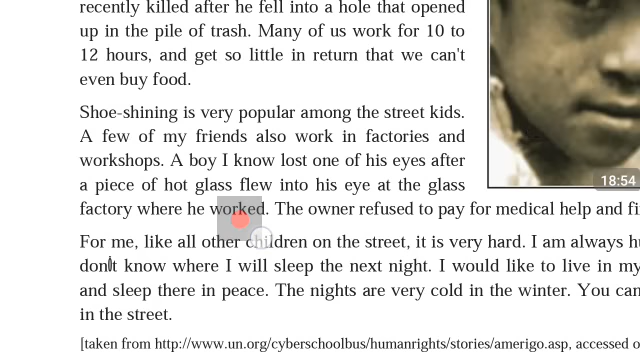 recently killed after he fell into a hole that opened
up in the pile of trash. Many of us work for 10 to
12 hours, and get so little in return that we can't
even buy food.
Shoe-shining is very popular among the street kids.
A few of my friends also work in factories and
workshops. A boy I know lost one of his eyes after
a piece of hot glass flew into his eye at the glass
18:54
factory where he worked. The owner refused to pay for medical help and fi
For me, like all other children on the street, it is very hard. I am always hu
don't know where I will sleep the next night. I would like to live in my
and sleep there in peace. The nights are very cold in the winter. You can
in the street.
[taken from http://www.un.org/cyberschoolbus/humanrights/stories/amerigo.asp, accessed o